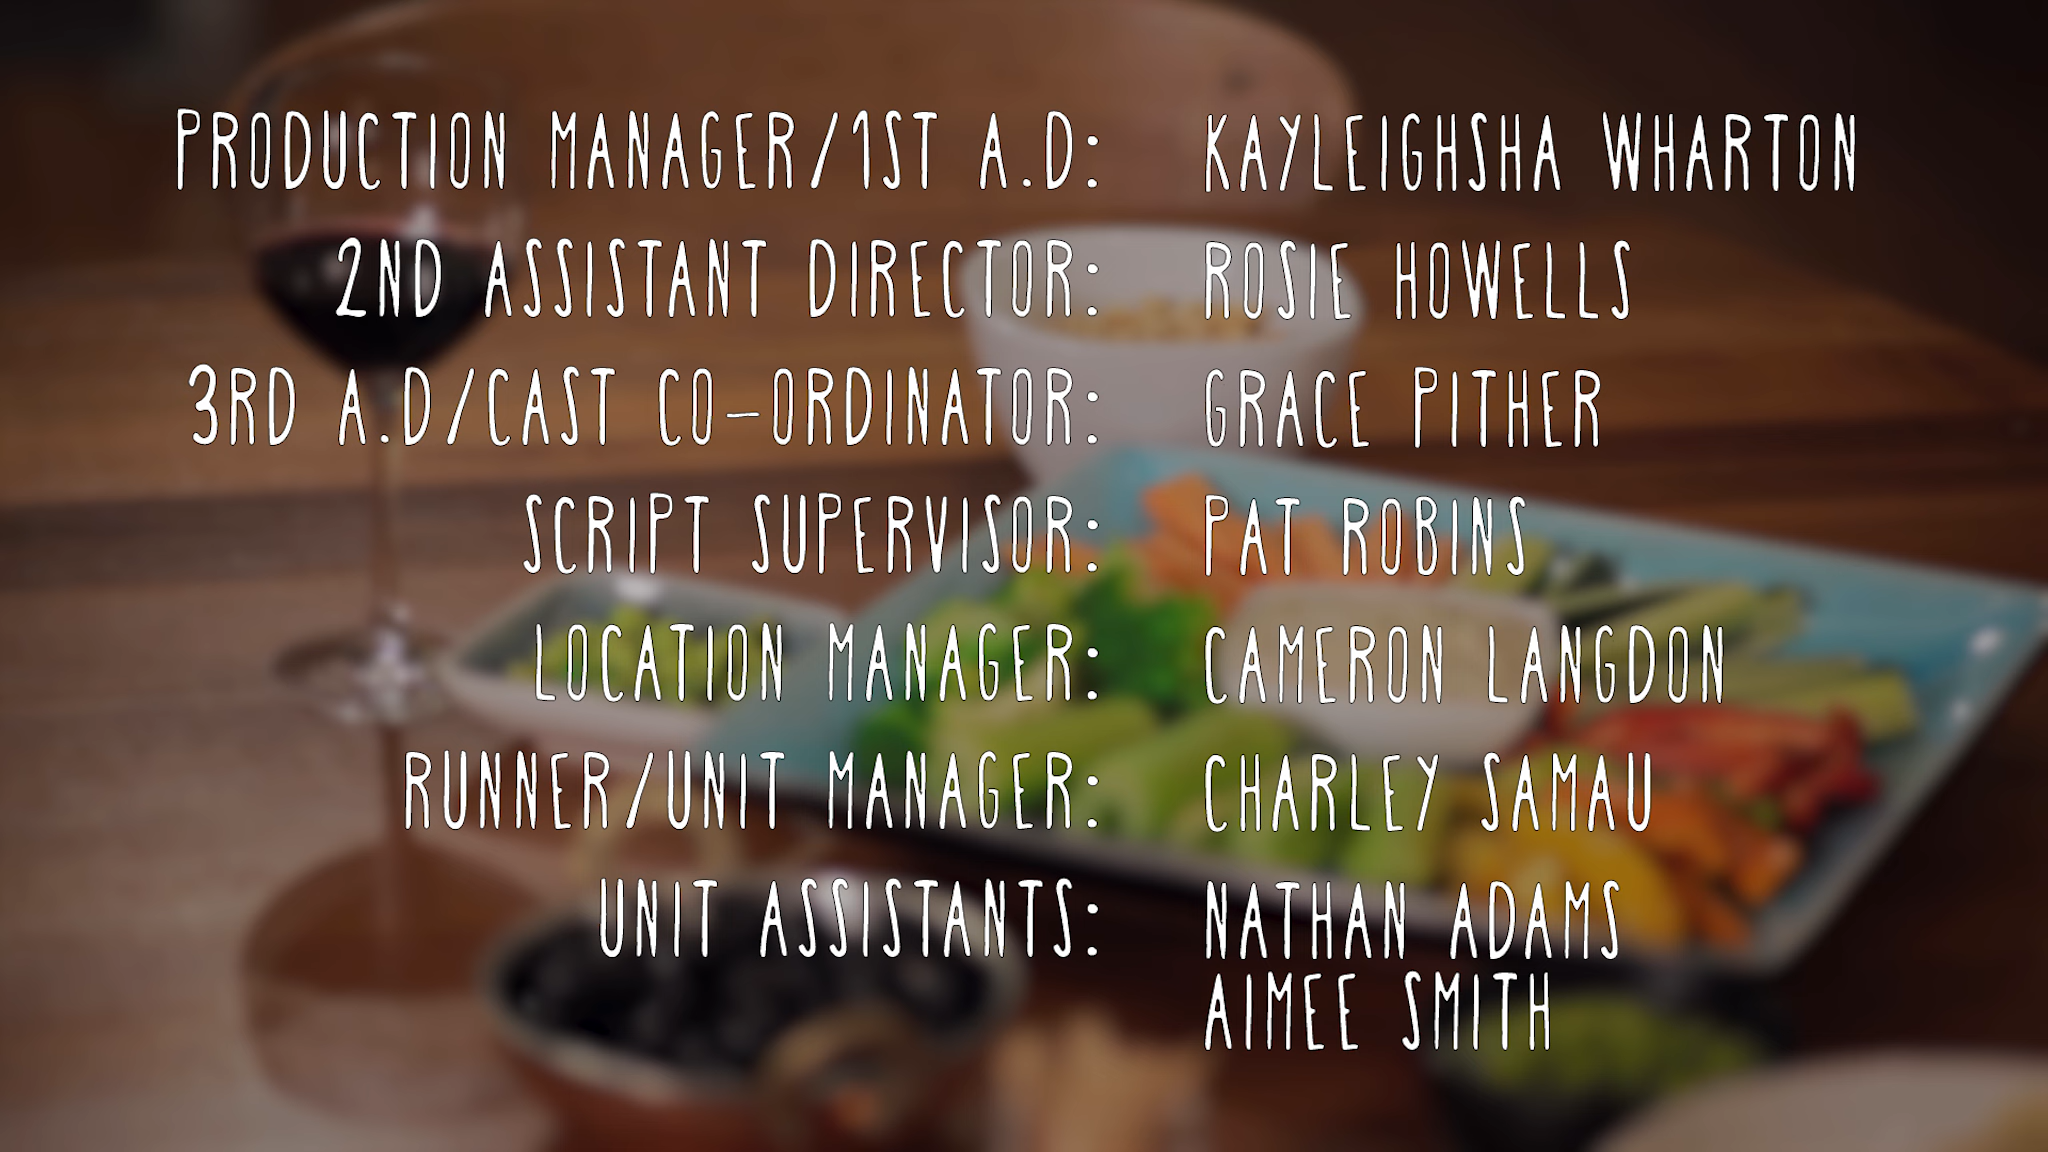 PRODUCTION MANAGER/1ST A.D: KAYLEIGHSHA WHARTON
2ND ASSISTANT DIRECTOR: ROSIE HOWELLS
3RD A.D/CAST CO-ORDINATOR: GRACE PITHER
SCRIPT SUPERVISOR: PAT ROBINS
LOCATION MANAGER: CAMERON LANGDON
RUNNER/UNIT MANAGER: CHARLEY SAMAU
UNIT ASSISTANTS: NATHAN ADAMS
AIMEE SMITH